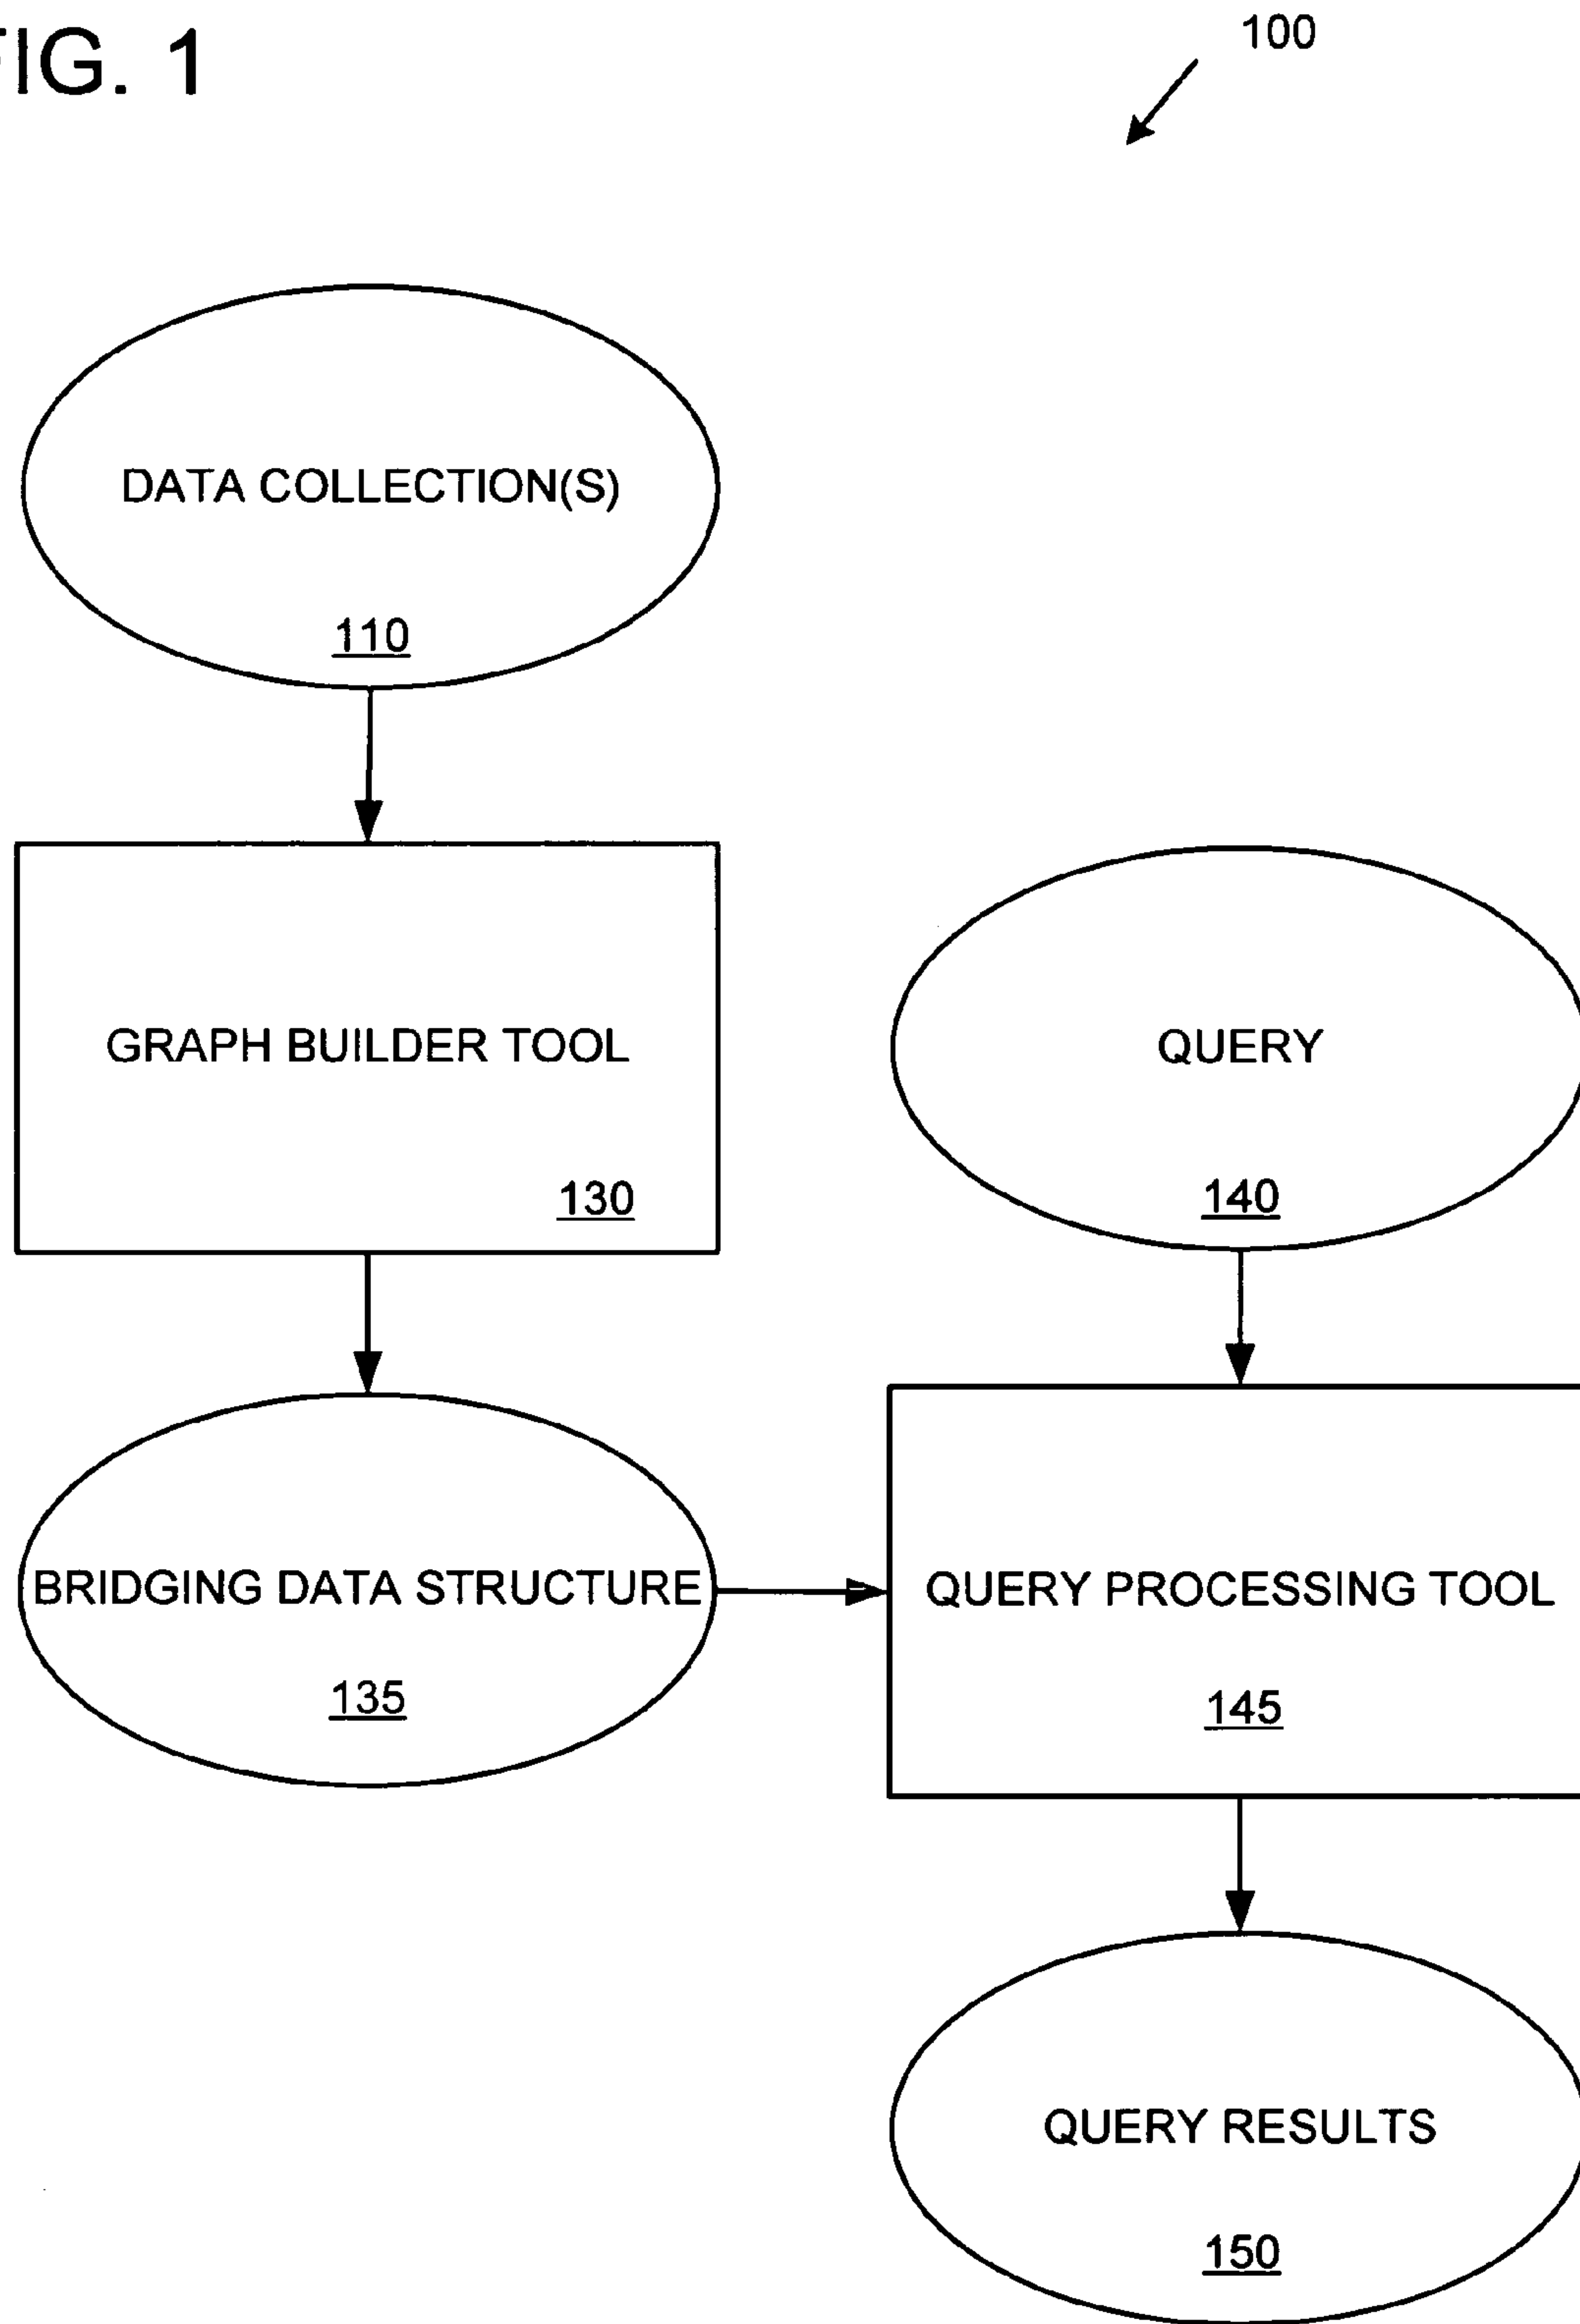 FIG. 1
100
DATA COLLECTION(S)
110
GRAPH BUILDER TOOL
130
QUERY
140
BRIDGING DATA STRUCTURE
135
QUERY PROCESSING TOOL
145
QUERY RESULTS
150